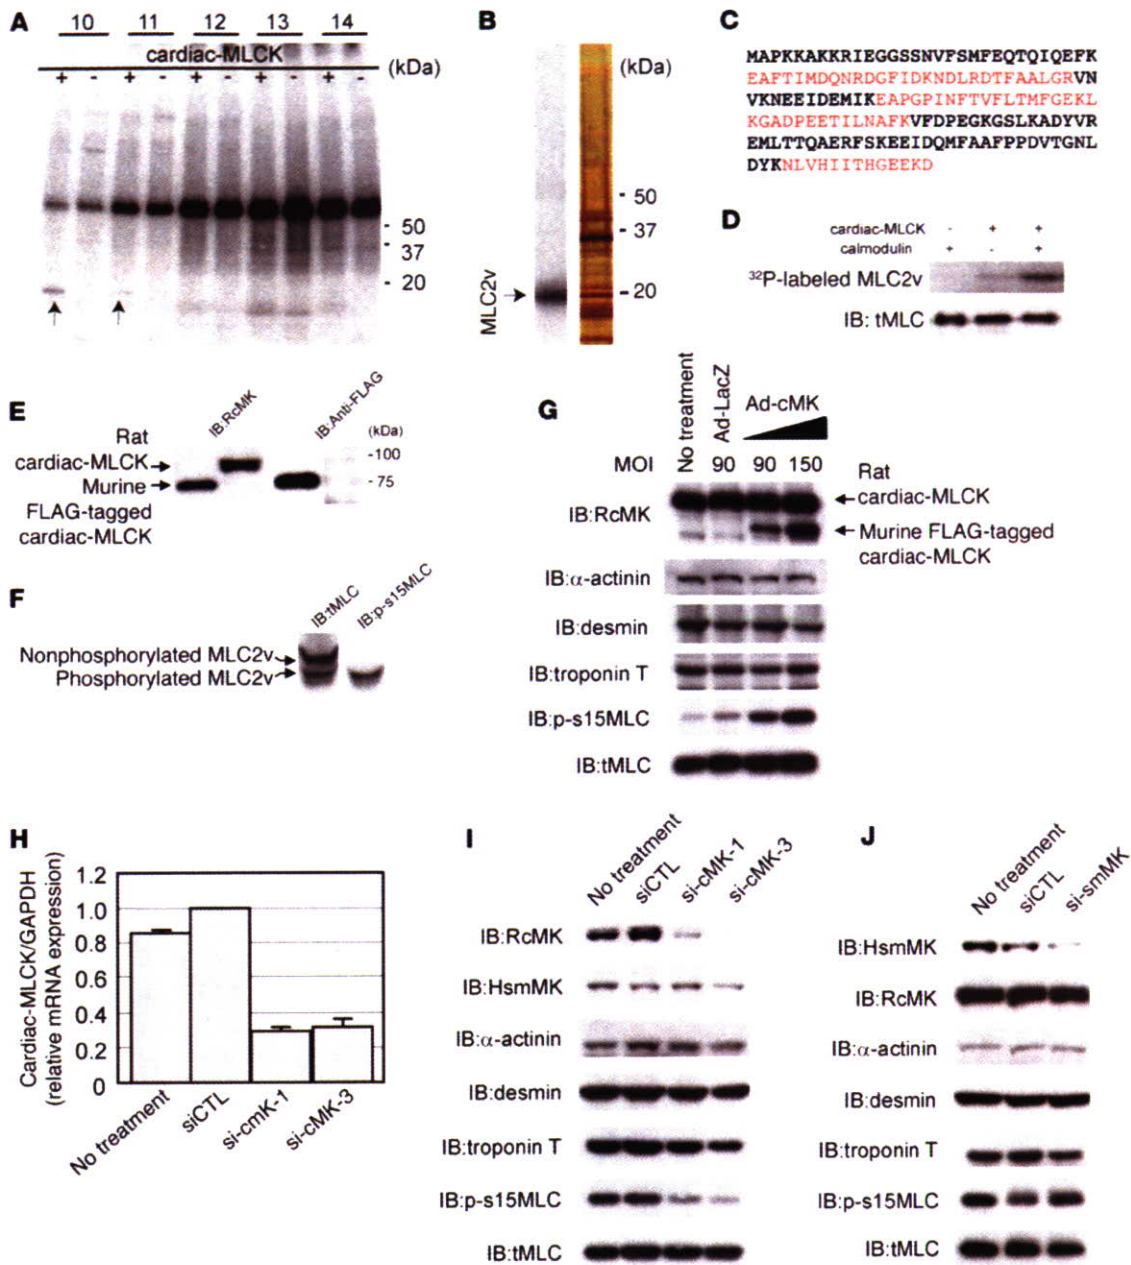 A
10 11 12 13 14
cardiac-MLCK
+ - + - + - + - + -
(kDa)
- 50
- 37
- 20
B
(kDa)
- 50
- 37
- 20
MLC2v
C
MAPKKAKKRIEGGSSNVFSMFEQTQIQEFK
EAFTIMDQNRDGFIDKNDLRDTFAALGRVN
VKNEEIDEMIKEAPGPINFTVFLTMFGEKL
KGADPEETILNAFKVFDPEGKGSLKADYVR
EMLTTQAERFSKEEIDQMFAAFPPDVTGNL
DYKNLVHIITHGEEKD
D
cardiac-MLCK - + +
calmodulin + - +
32P-labeled MLC2v
IB: tMLC
E
IB:RcMK
IB:Anti-FLAG
(kDa)
-100
- 75
Rat
cardiac-MLCK
Murine
FLAG-tagged
cardiac-MLCK
F
IB:tMLC
IB:p-s15MLC
Nonphosphorylated MLC2v
Phosphorylated MLC2v
G
No treatment
Ad-LacZ
Ad-cMK
MOI 90 90 150
IB:RcMK
Rat
cardiac-MLCK
Murine FLAG-tagged
cardiac-MLCK
IB:α-actinin
IB:desmin
IB:troponin T
IB:p-s15MLC
IB:tMLC
H
Cardiac-MLCK/GAPDH
(relative mRNA expression)
1.2
1.0
0.8
0.6
0.4
0.2
0
No treatment
siCTL
si-cmK-1
si-cMK-3
I
No treatment
siCTL
si-cMK-1
si-cMK-3
IB:RcMK
IB:HsmMK
IB:α-actinin
IB:desmin
IB:troponin T
IB:p-s15MLC
IB:tMLC
J
No treatment
siCTL
si-smMK
IB:HsmMK
IB:RcMK
IB:α-actinin
IB:desmin
IB:troponin T
IB:p-s15MLC
IB:tMLC